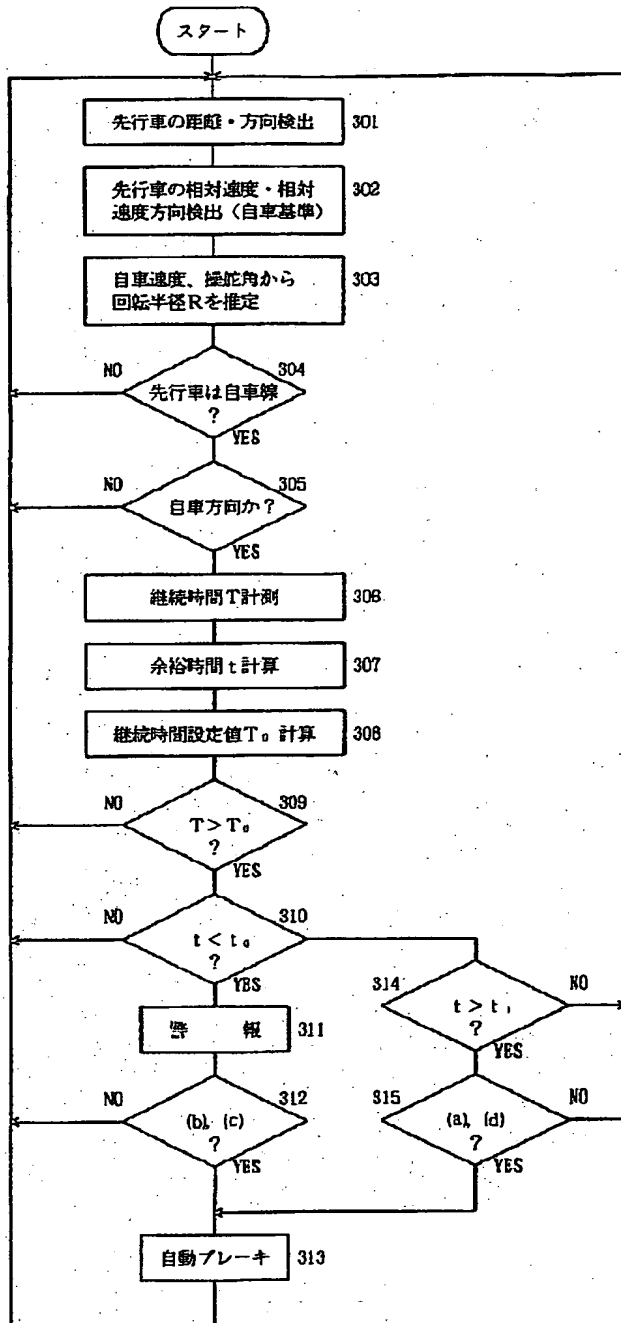 スタート
先行車の距離・方向検出
301
先行車の相対速度・相対
速度方向検出（自車基準）
302
自車速度、操舵角から
回転半径Rを推定
303
NO
304
先行車は自車線
?
YES
NO
305
自車方向か?
YES
継続時間T計測
306
余裕時間t計算
307
継続時間設定値T₀計算
308
NO
309
T>T₀
?
YES
NO
310
t<t₀
?
YES
314
NO
t>t₁
?
YES
警 報
311
NO
312
(b), (c)
?
YES
315
NO
(a), (d)
?
YES
自動ブレーキ
313